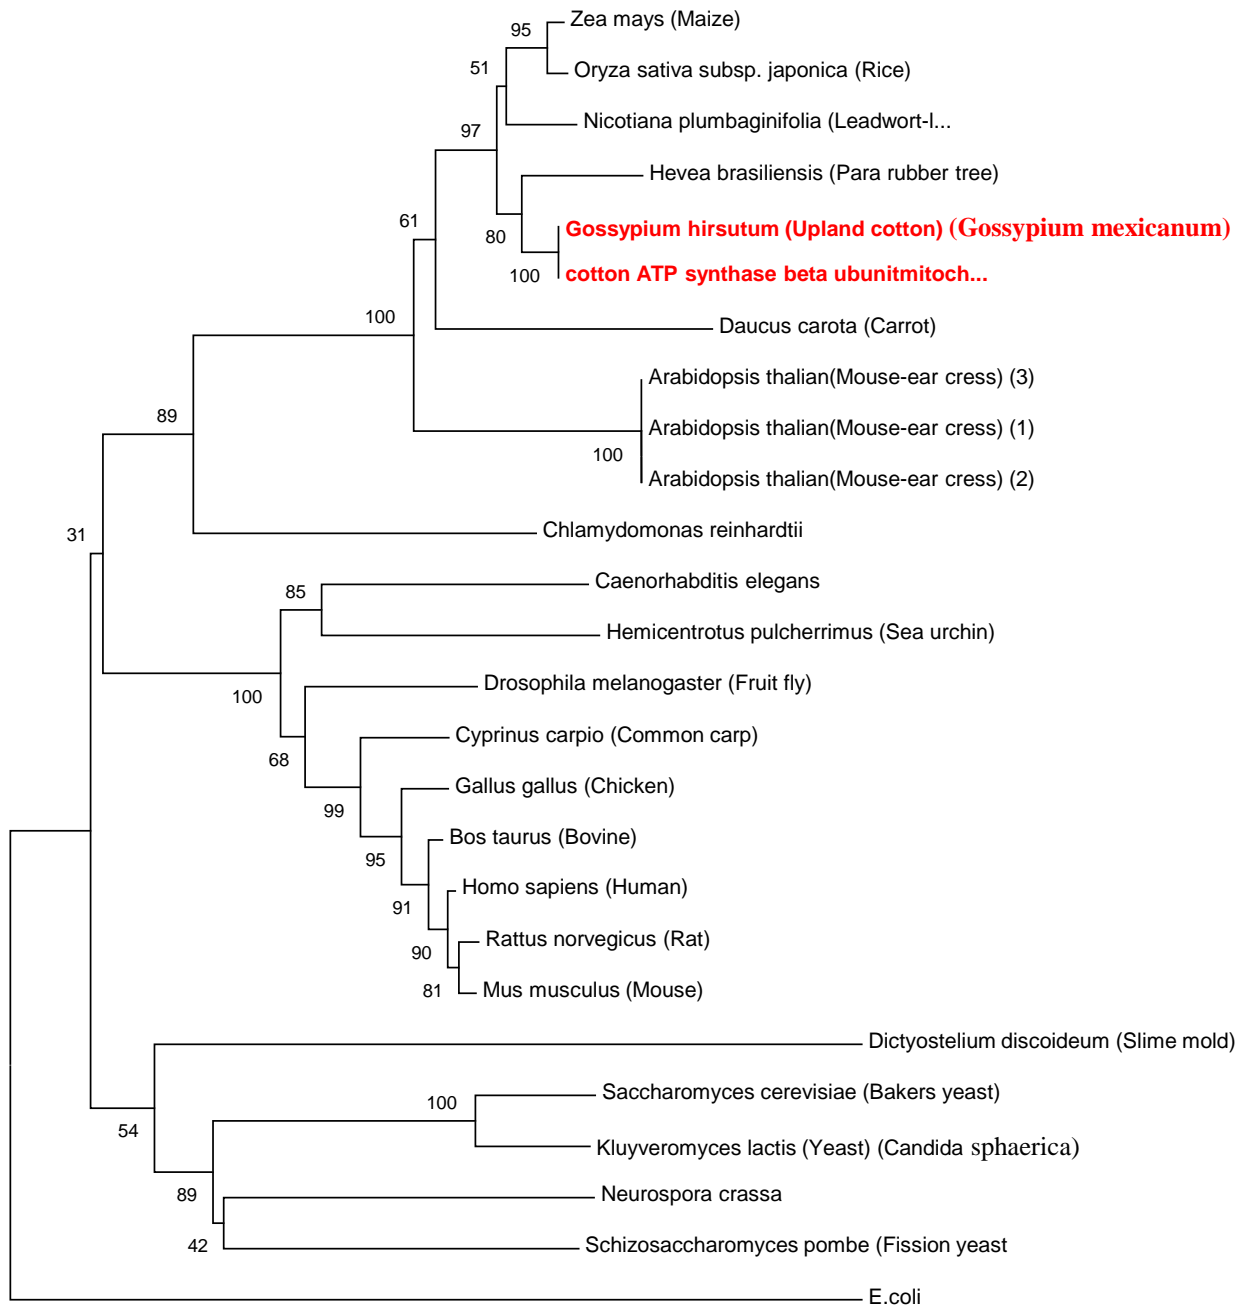 Zea mays (Maize)
95
Oryza sativa subsp. japonica (Rice)
51
Nicotiana plumbaginifolia (Leadwort-l...
97
Hevea brasiliensis (Para rubber tree)
61
Gossypium hirsutum (Upland cotton) (Gossypium mexicanum)
80
cotton ATP synthase beta ubunitmitoch...
100
100
Daucus carota (Carrot)
Arabidopsis thalian(Mouse-ear cress) (3)
89
Arabidopsis thalian(Mouse-ear cress) (1)
100
Arabidopsis thalian(Mouse-ear cress) (2)
31
Chlamydomonas reinhardtii
Caenorhabditis elegans
85
Hemicentrotus pulcherrimus (Sea urchin)
Drosophila melanogaster (Fruit fly)
100
Cyprinus carpio (Common carp)
68
Gallus gallus (Chicken)
99
Bos taurus (Bovine)
95
Homo sapiens (Human)
91
Rattus norvegicus (Rat)
90
81
Mus musculus (Mouse)
Dictyostelium discoideum (Slime mold)
Saccharomyces cerevisiae (Bakers yeast)
100
54
Kluyveromyces lactis (Yeast) (Candida sphaerica)
89
Neurospora crassa
42
Schizosaccharomyces pombe (Fission yeast
E.coli